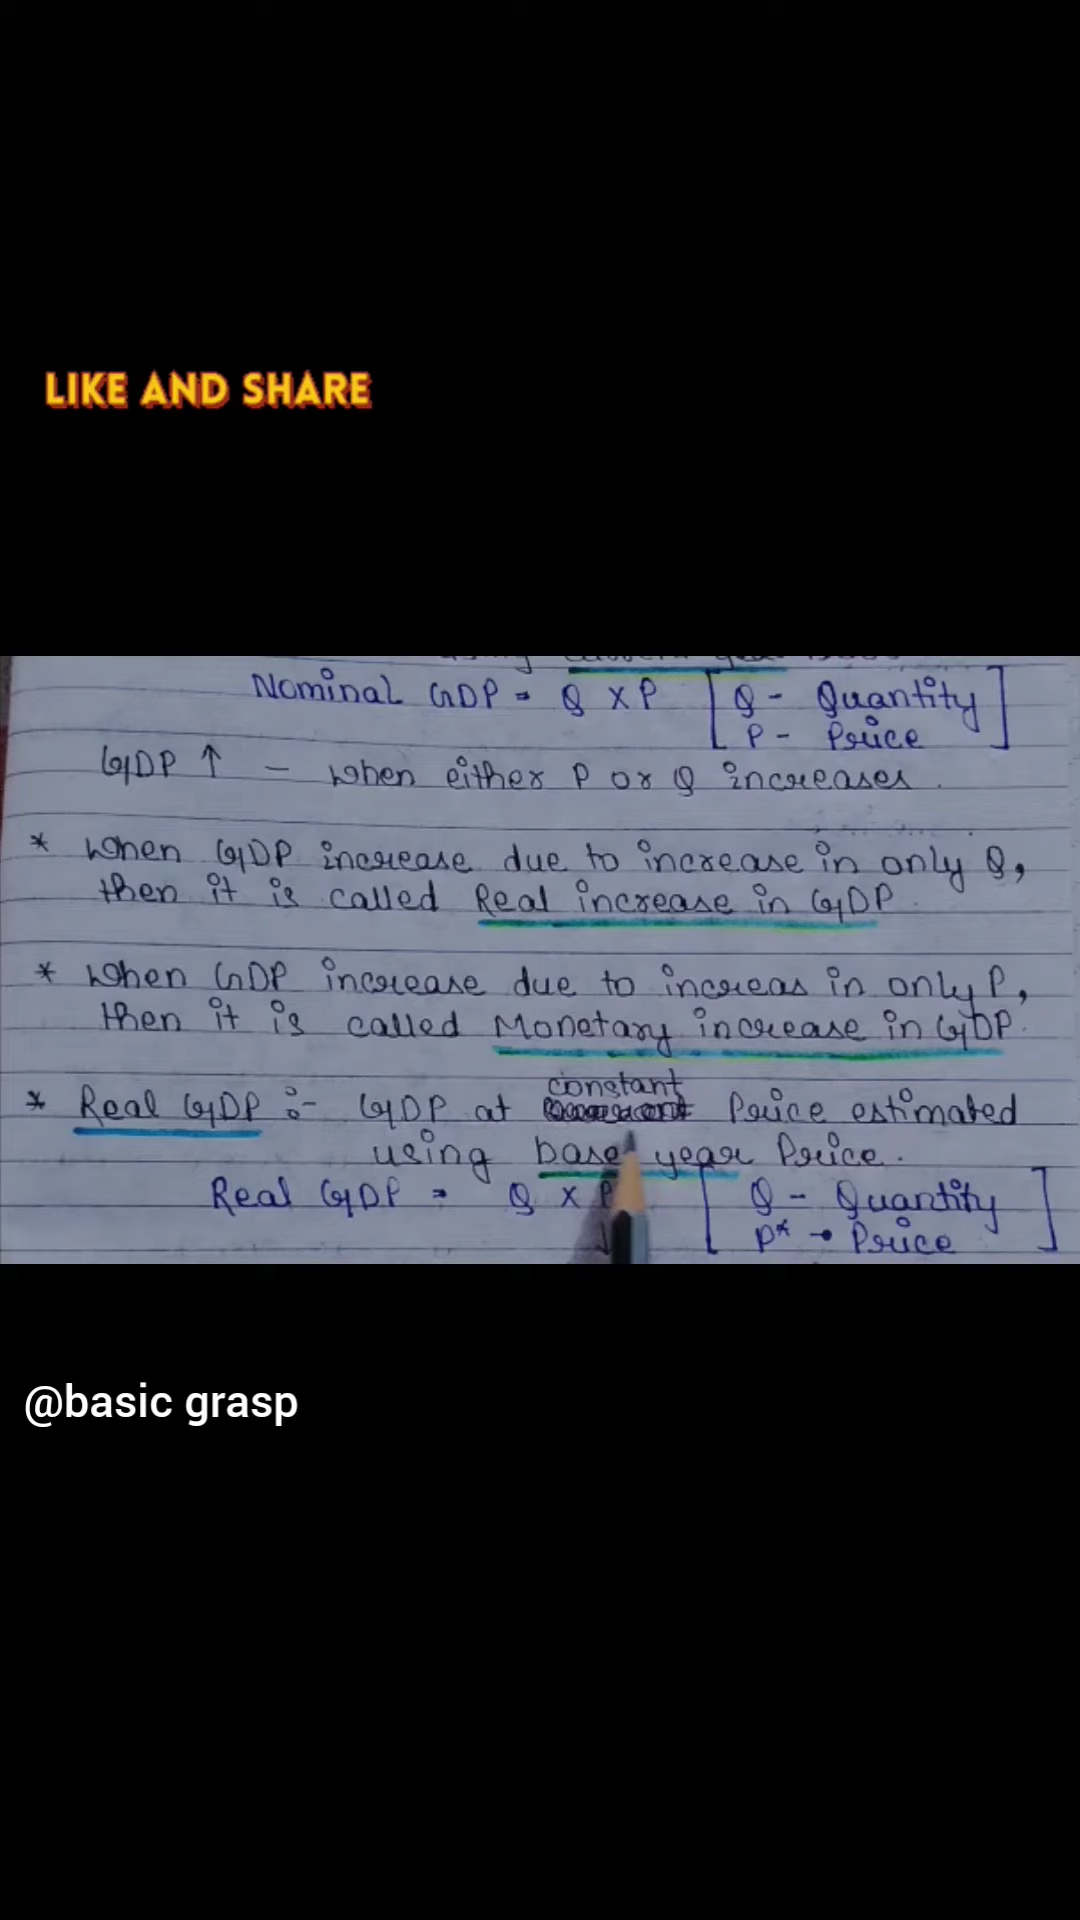 LIKE AND SHARE
Nominal GDP = Q X P [Q - Quantity
P - Price]
GDP ↑ - when either P or Q increases.
* When GDP increase due to increase in only Q,
then it is called Real increase in GDP.
* When GDP increase due to increas in only P,
then it is called Monetary increase in GDP.
constant
* Real GDP :- GDP at Price estimated
using base year Price.
Real GDP = Q X P [Q - Quantity
P* → Price]
@basic grasp